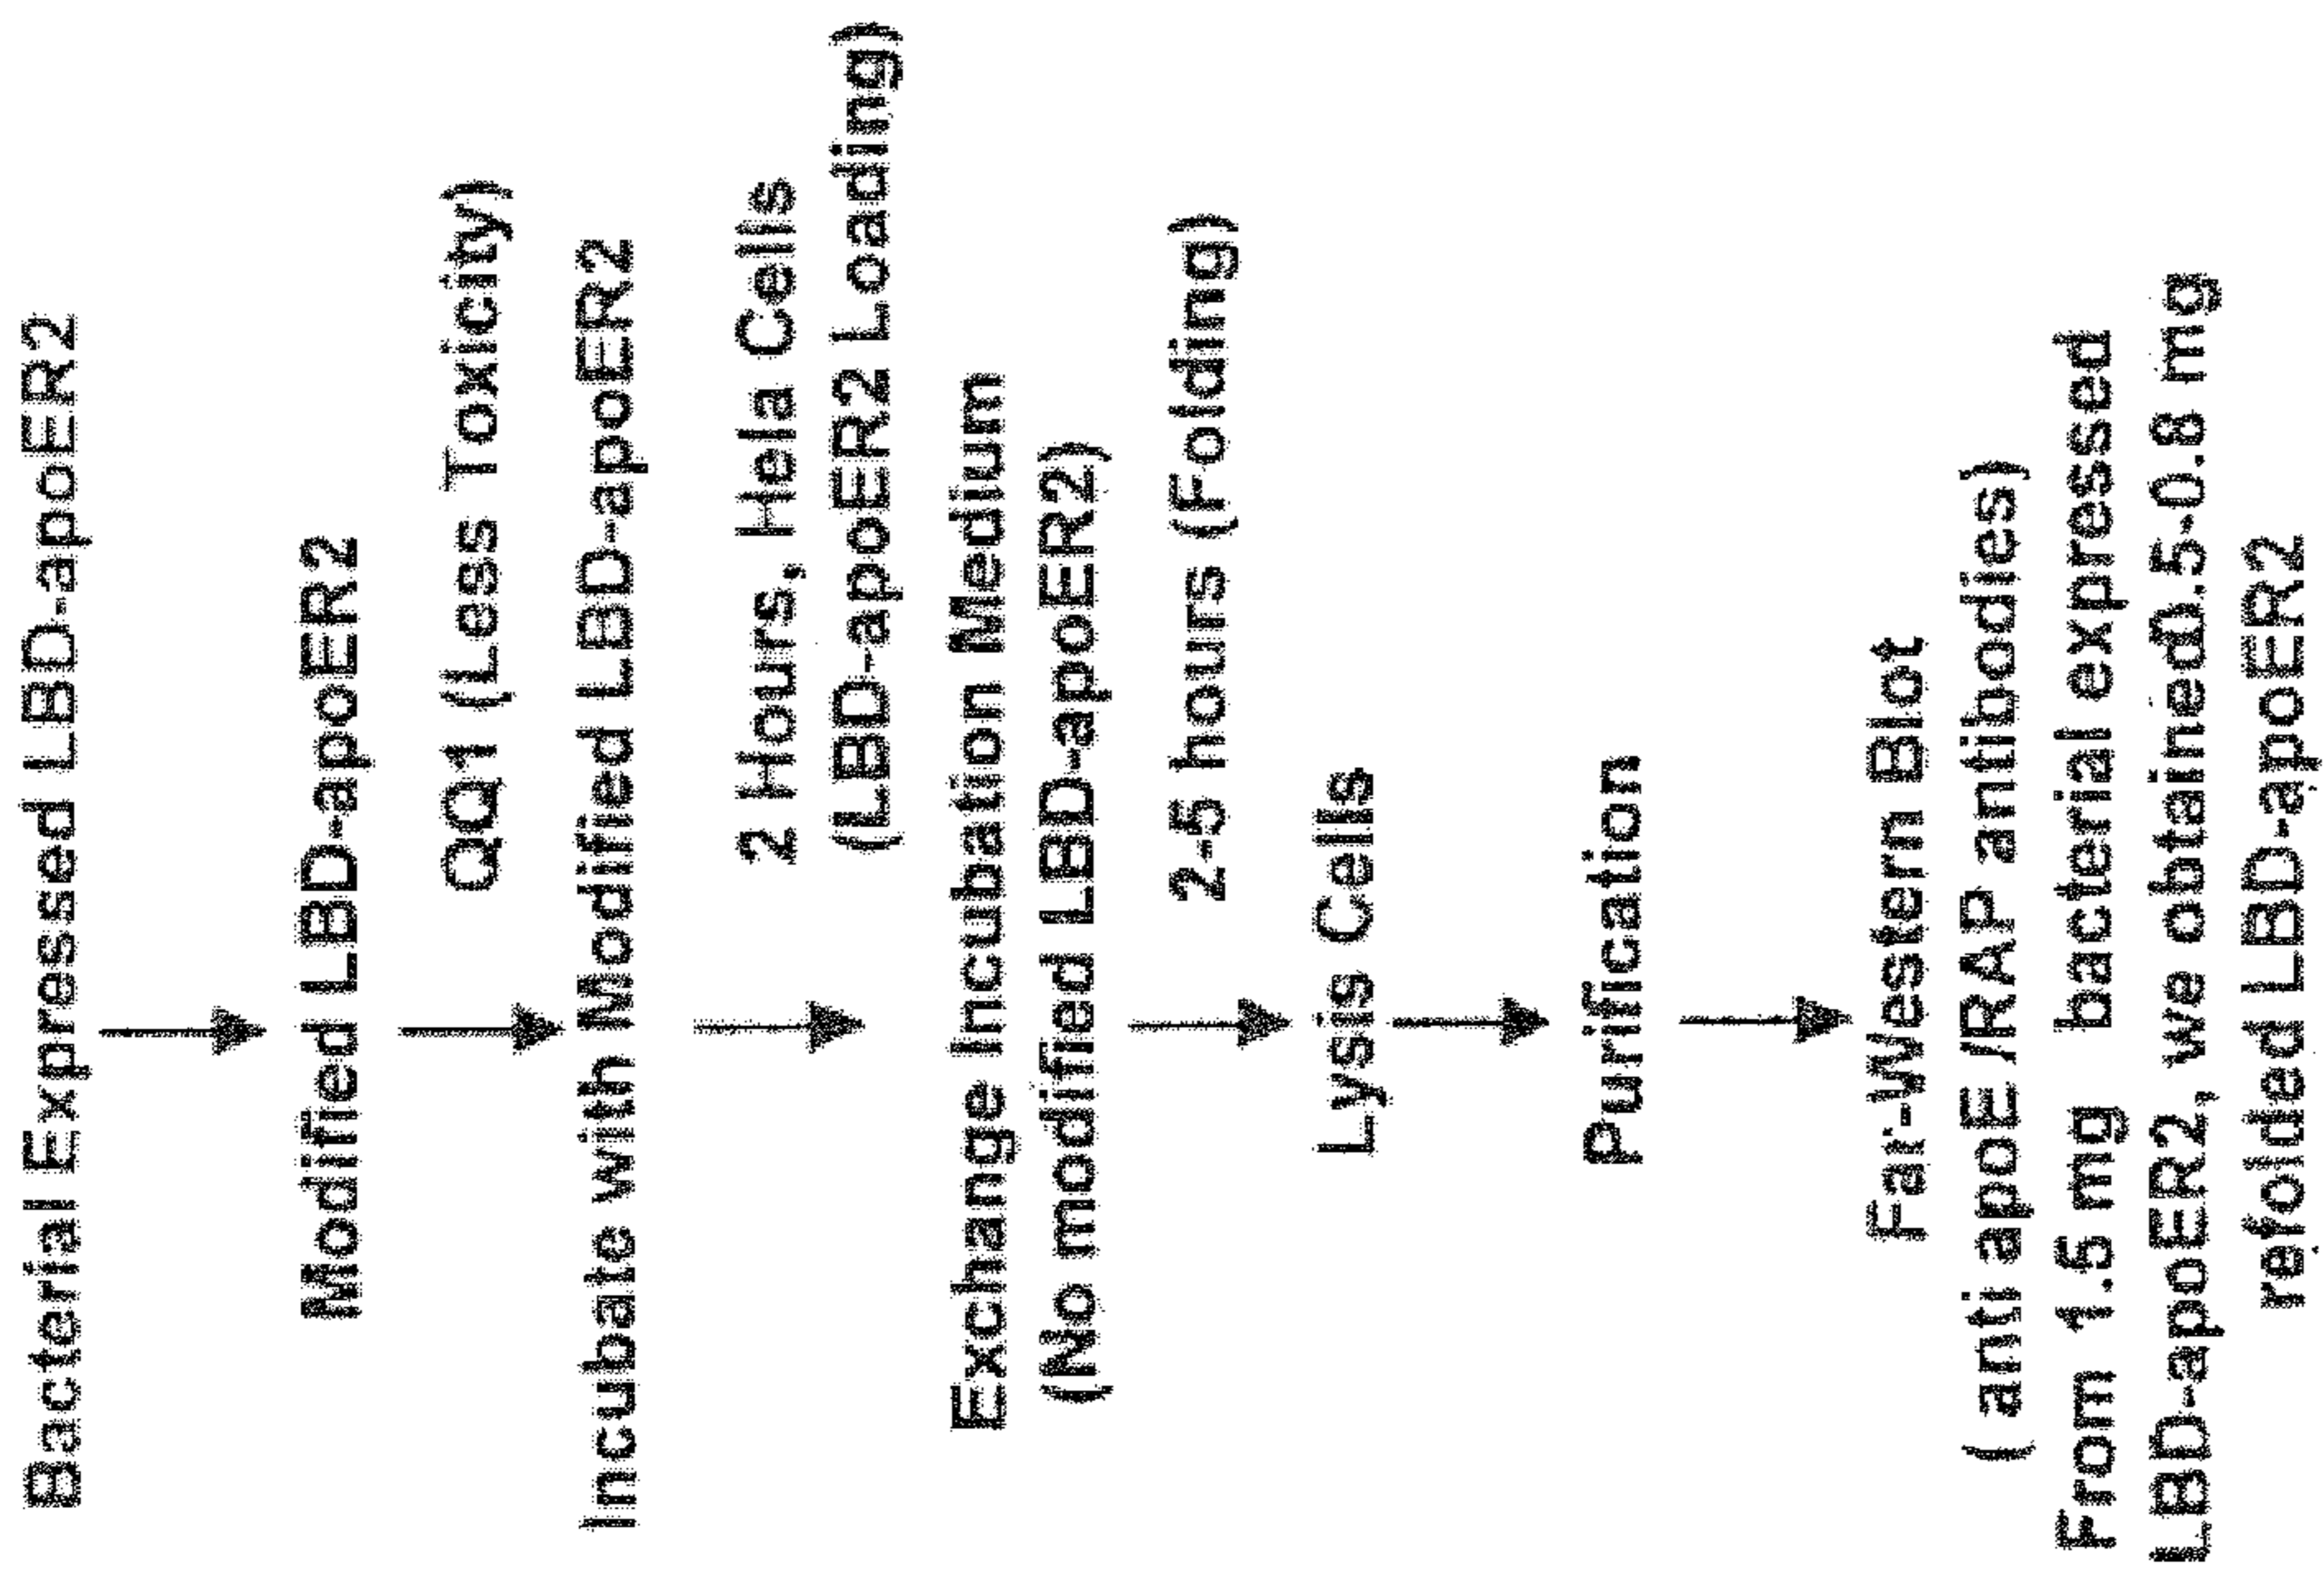 Bacterial Expressed LBD-apoER2
Modified LBD-apoER2
QQ1 (Less Toxicity)
Incubate with Modified LBD-apoER2
2 Hours, Hela Cells
(LBD-apoER2 Loading)
Exchange Incubation Medium
(No modified LBD-apoER2)
2-5 hours (Folding)
Lysis Cells
Purification
Far-Western Blot
( anti apoE /RAP antibodies)
From 1.5 mg bacterial expressed
LBD-apoER2, we obtained0.5-0.8 mg
refolded LBD-apoER2